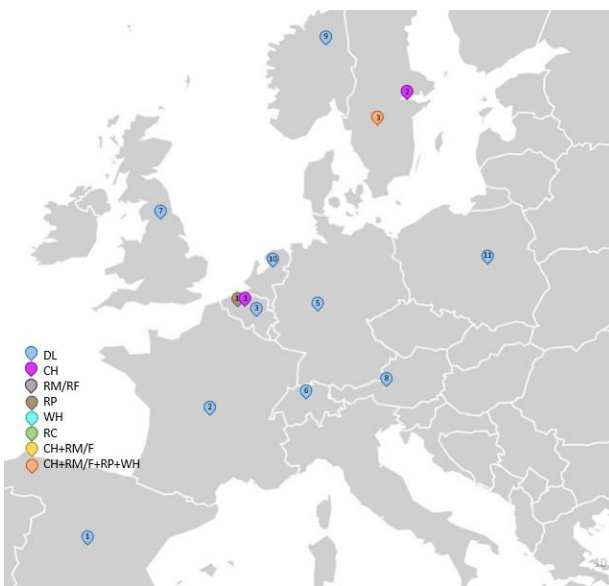 9
2
3
7
10
11
1 1
3
5
8
6
2
1
DL
CH
RM/RF
RP
WH
RC
CH+RM/F
CH+RM/F+RP+WH
10